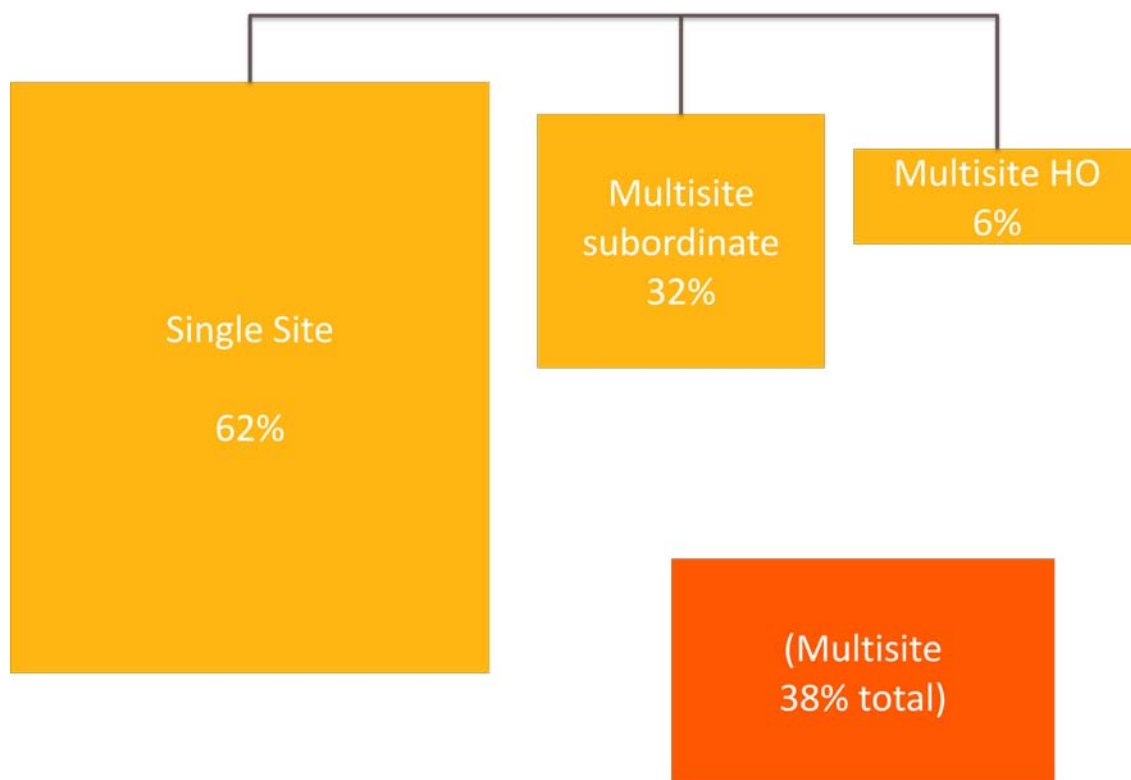 Single Site
62%
Multisite
subordinate
32%
Multisite HO
6%
(Multisite
38% total)